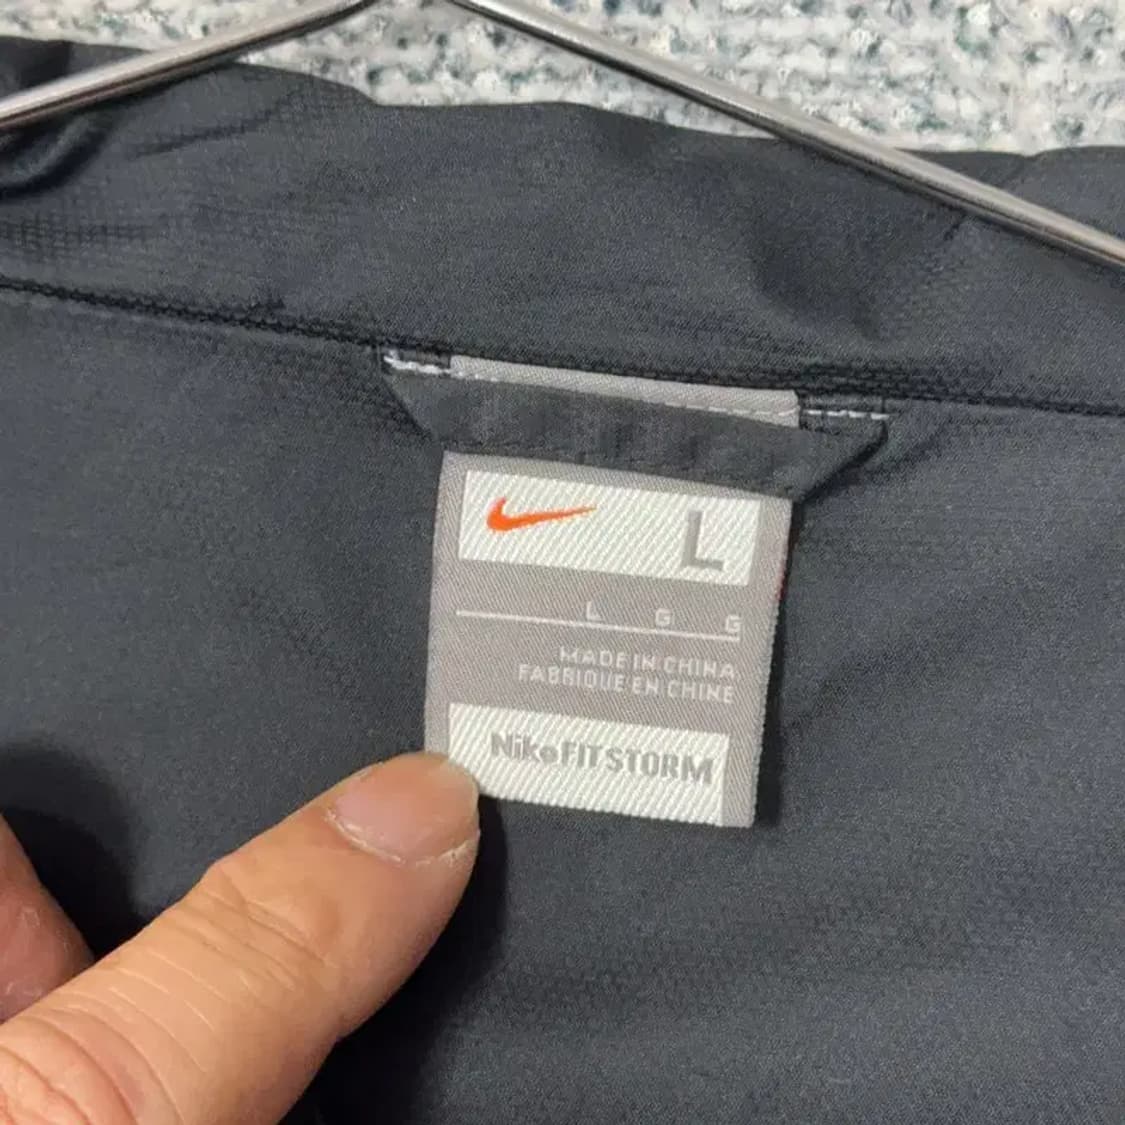 L
L G G
MADE IN CHINA
FABRIQUE EN CHINE
NikeFITSTORM